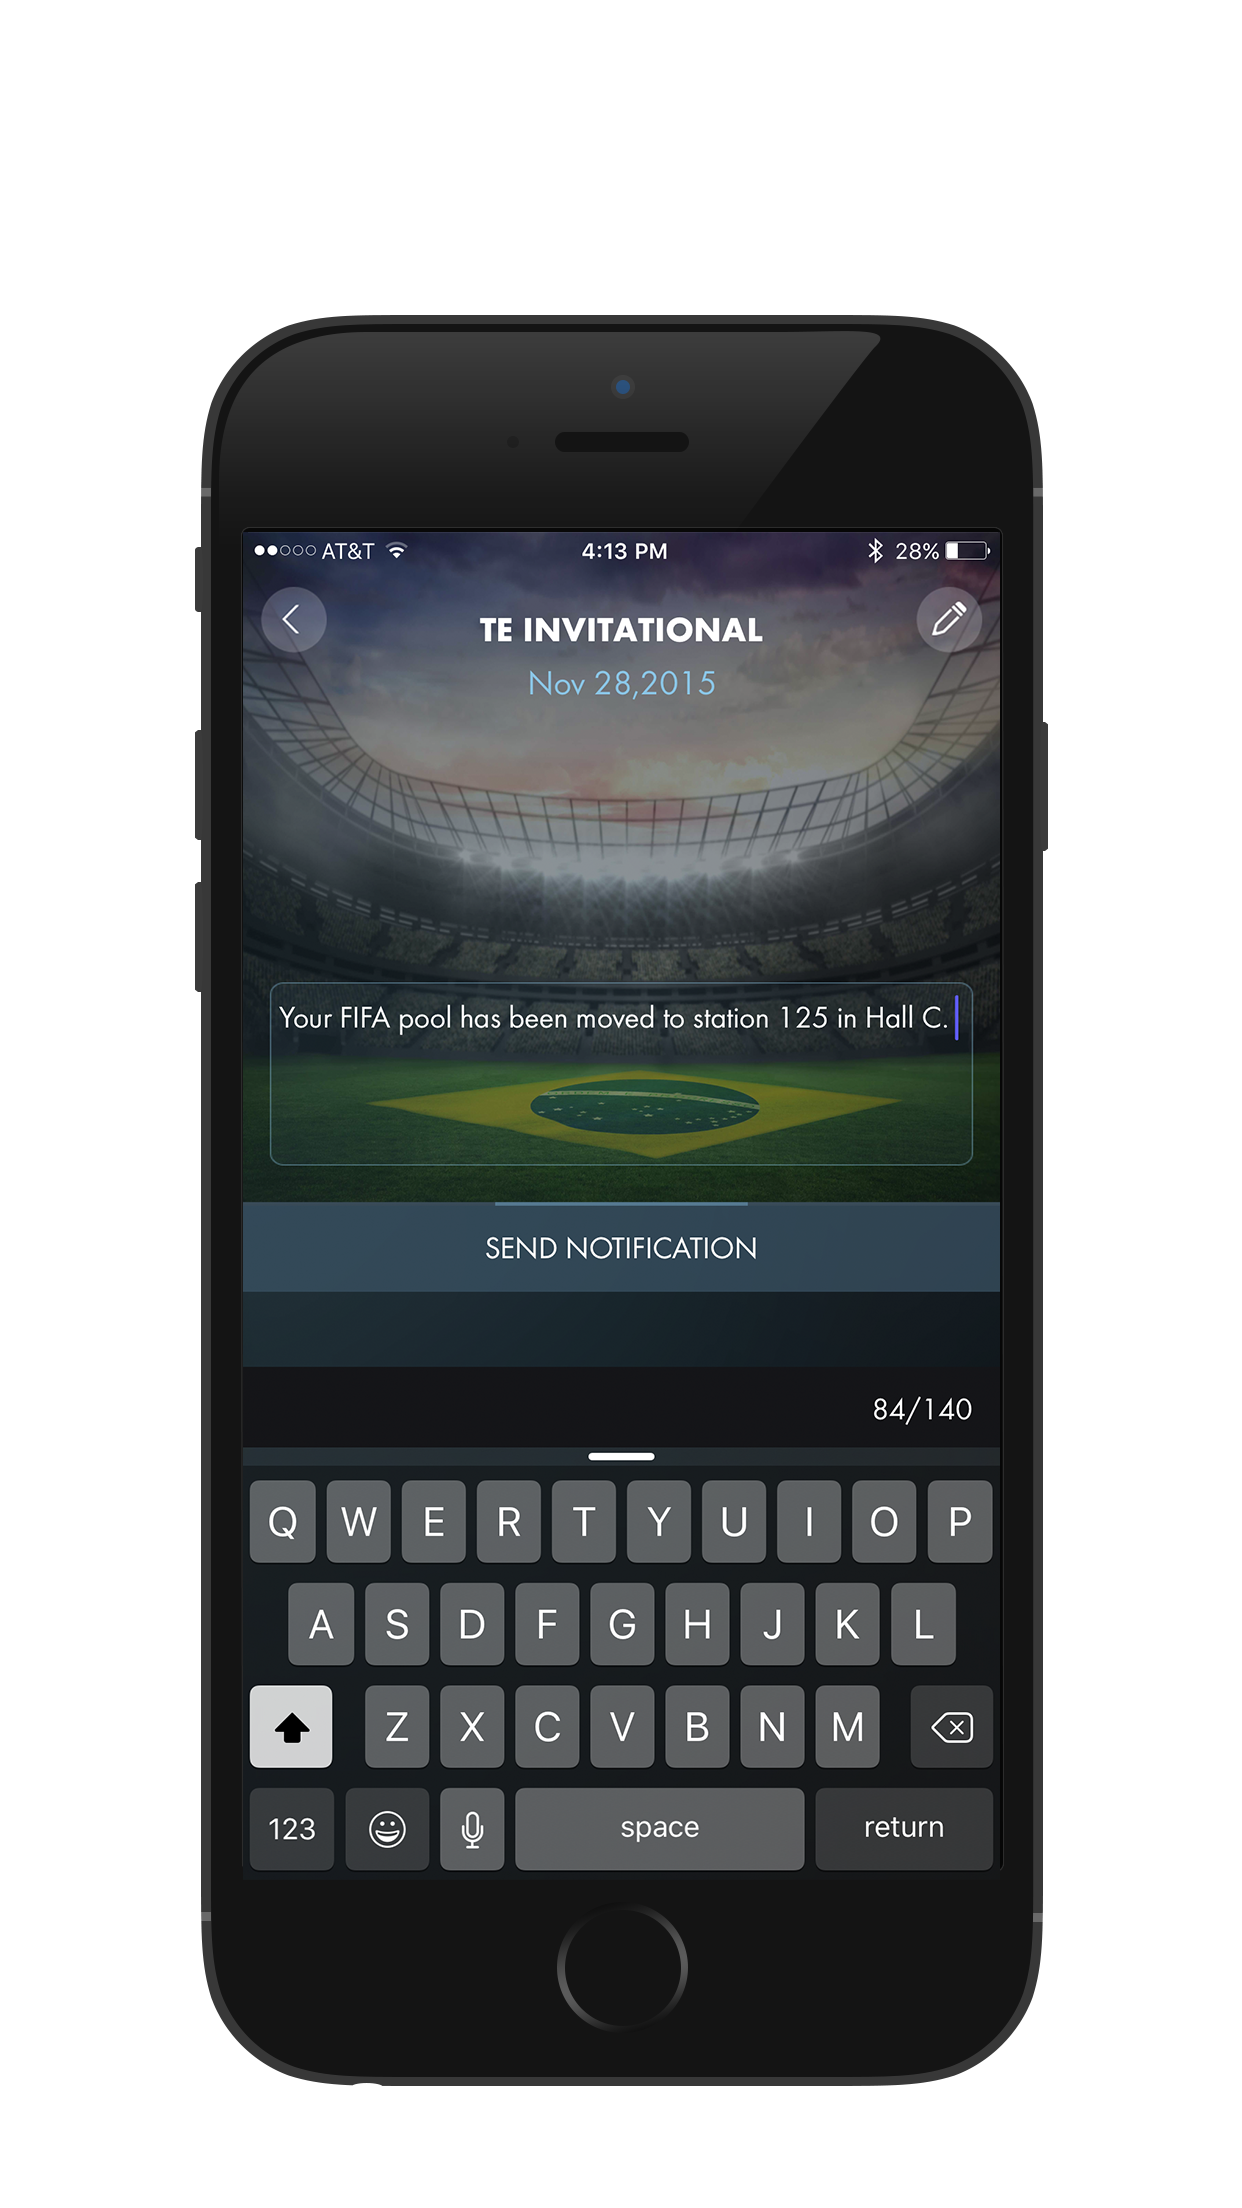 AT&T 4:13 PM 28%
TE INVITATIONAL
Nov 28,2015
Your FIFA pool has been moved to station 125 in Hall C.
SEND NOTIFICATION
84/140
Q W E R T Y U I O P
A S D F G H J K L
Z X C V B N M
123 space return